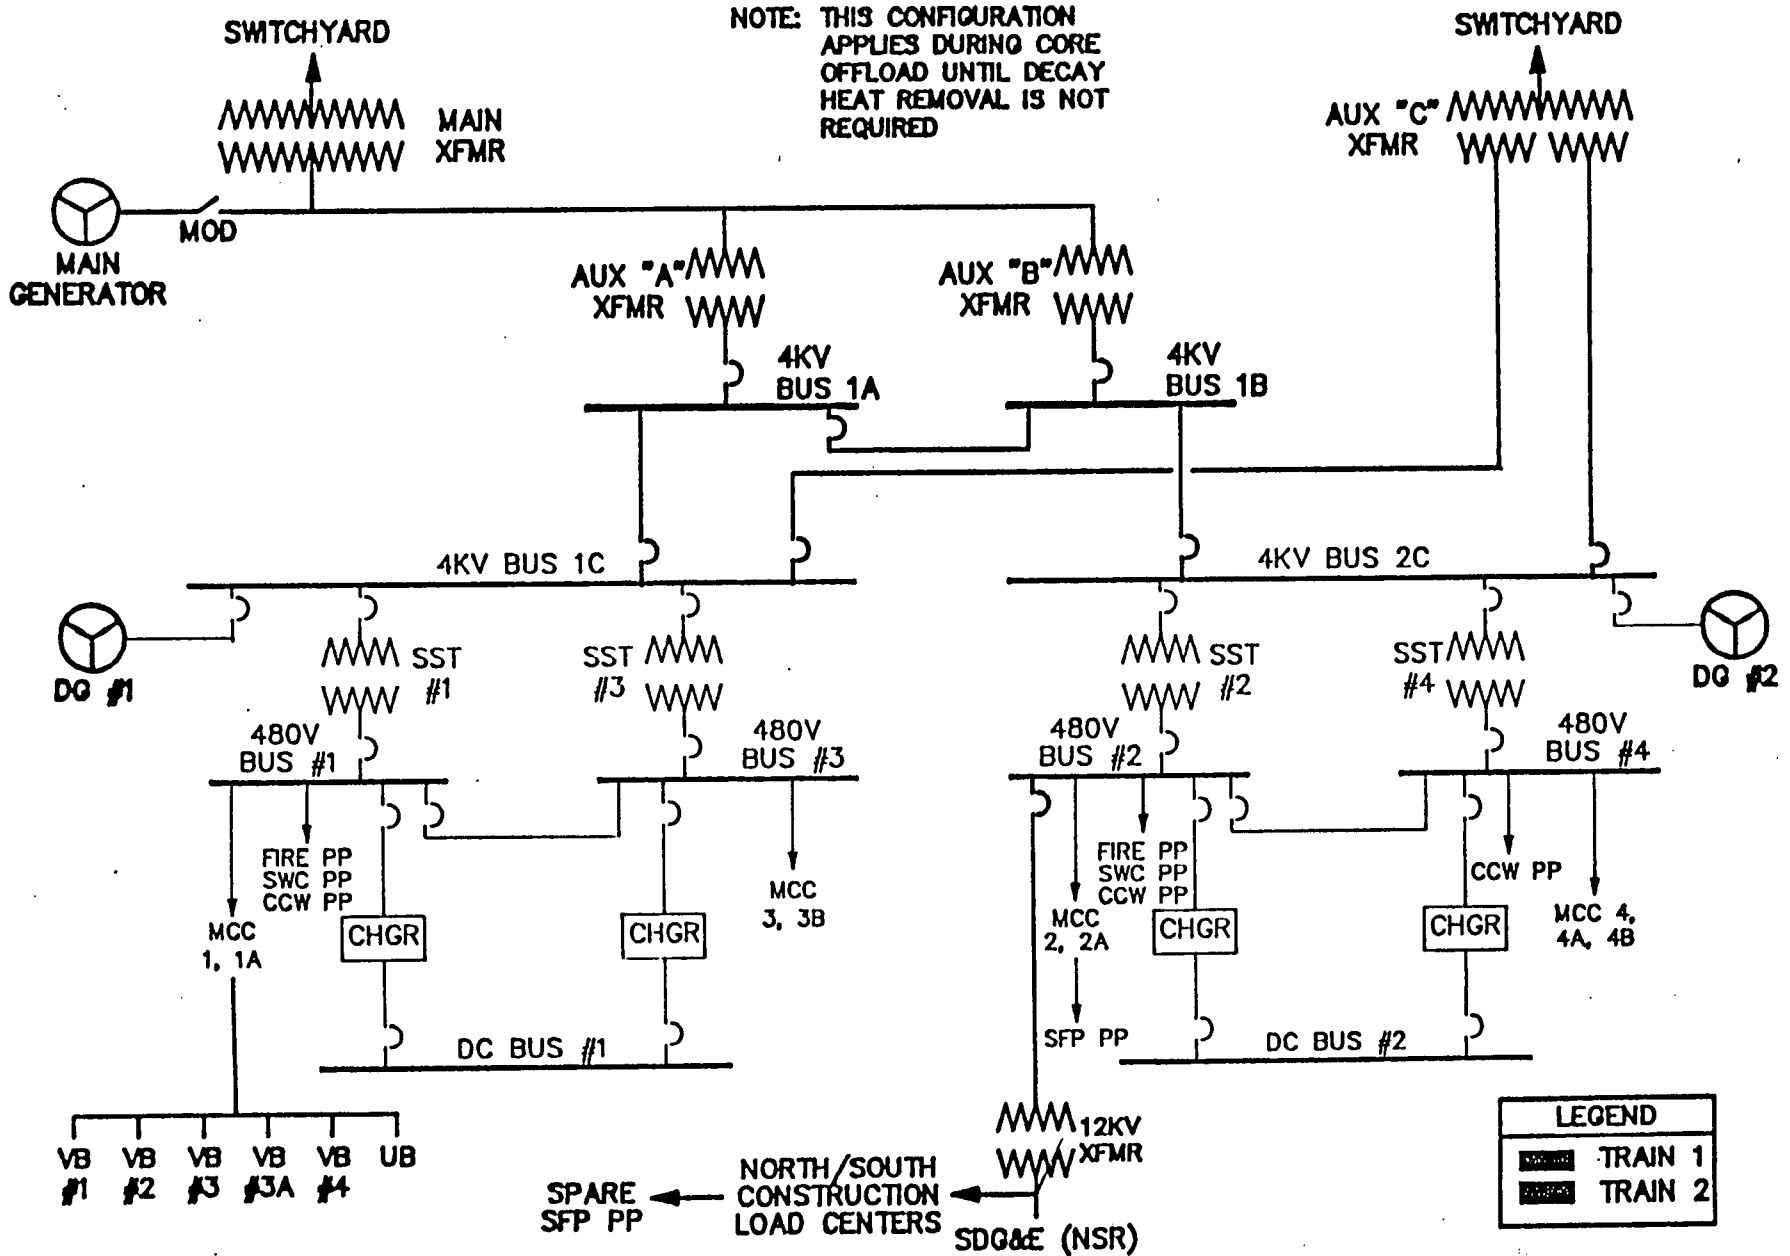 SWITCHYARD
NOTE: THIS CONFIGURATION
APPLIES DURING CORE
OFFLOAD UNTIL DECAY
HEAT REMOVAL IS NOT
REQUIRED
SWITCHYARD
MAIN
XFMR
AUX "C"
XFMR
MOD
MAIN
GENERATOR
AUX "A"
XFMR
AUX "B"
XFMR
4KV
BUS 1A
4KV
BUS 1B
4KV BUS 1C
4KV BUS 2C
DG #1
SST
#1
SST
#3
SST
#2
SST
#4
DG #2
480V
BUS #1
480V
BUS #3
480V
BUS #2
480V
BUS #4
FIRE PP
SWC PP
CCW PP
MCC
1, 1A
CHGR
CHGR
MCC
3, 3B
FIRE PP
SWC PP
CCW PP
MCC
2, 2A
CHGR
CHGR
CCW PP
MCC 4,
4A, 4B
SFP PP
DC BUS #1
DC BUS #2
VB
#1
VB
#2
VB
#3
VB
#3A
VB
#4
UB
12KV
XFMR
SPARE
SFP PP
NORTH/SOUTH
CONSTRUCTION
LOAD CENTERS
SDG&E (NSR)
LEGEND
TRAIN 1
TRAIN 2